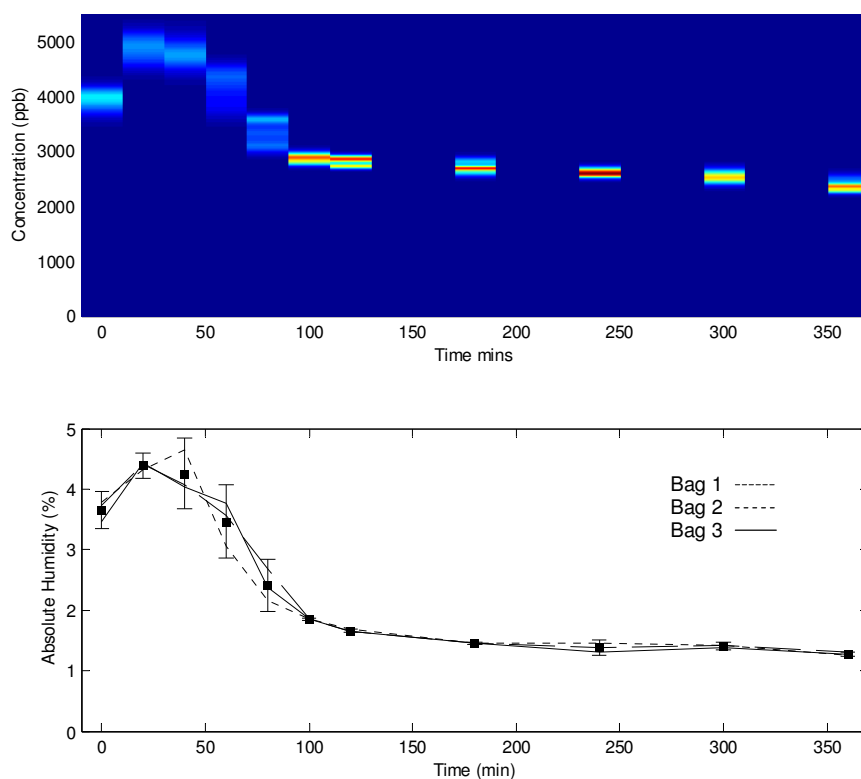 Concentration (ppb)
5000
4000
3000
2000
1000
0
0 50 100 150 200 250 300 350
Time mins
Absolute Humidity (%)
5
4
3
2
1
0
Bag 1
Bag 2
Bag 3
0 50 100 150 200 250 300 350
Time (min)